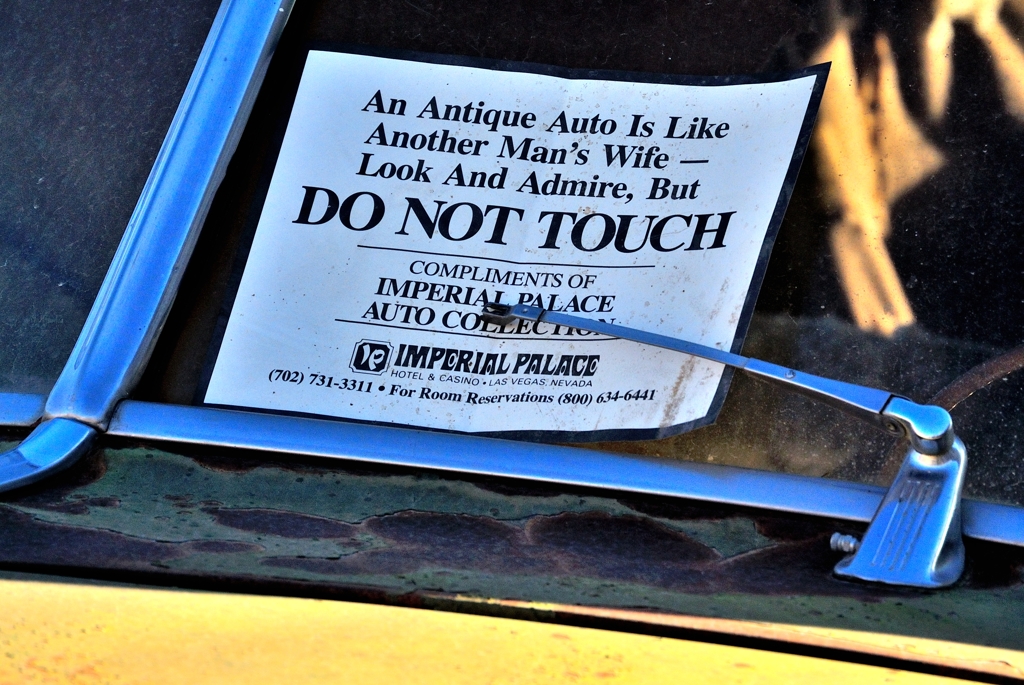 An Antique Auto Is Like
Another Man's Wife —
Look And Admire, But
DO NOT TOUCH
COMPLIMENTS OF
IMPERIAL PALACE
AUTO COLLECTION
IMPERIAL PALACE
HOTEL & CASINO • LAS VEGAS, NEVADA
(702) 731-3311 • For Room Reservations (800) 634-6441